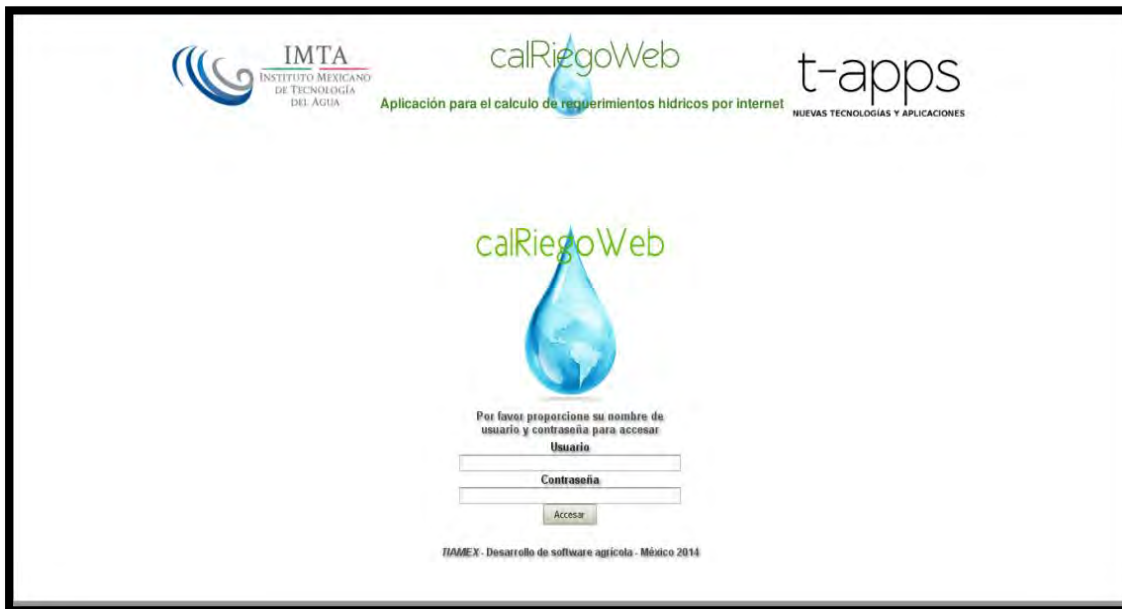 IMTA
INSTITUTO MEXICANO
DE TECNOLOGÍA
DEL AGUA
calRiegoWeb
Aplicación para el calculo de requerimientos hídricos por internet
t-apps
NUEVAS TECNOLOGÍAS Y APLICACIONES
calRiegoWeb
Por favor proporcione su nombre de
usuario y contraseña para accesar
Usuario
Contraseña
Accesar
TIAMEX - Desarrollo de software agrícola - México 2014